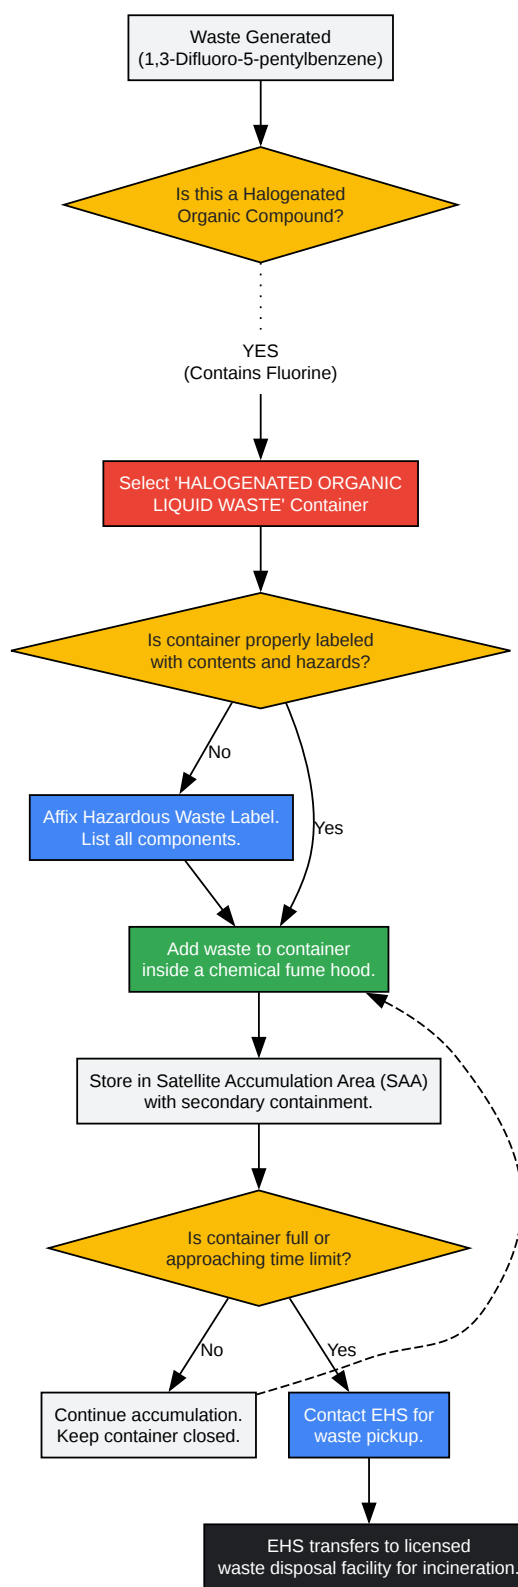 Waste Generated
(1,3-Difluoro-5-pentylbenzene)
Is this a Halogenated
Organic Compound?
YES
(Contains Fluorine)
Select 'HALOGENATED ORGANIC
LIQUID WASTE' Container
Is container properly labeled
with contents and hazards?
No
Yes
Affix Hazardous Waste Label.
List all components.
Add waste to container
inside a chemical fume hood.
Store in Satellite Accumulation Area (SAA)
with secondary containment.
Is container full or
approaching time limit?
No
Yes
Continue accumulation.
Keep container closed.
Contact EHS for
waste pickup.
EHS transfers to licensed
waste disposal facility for incineration.